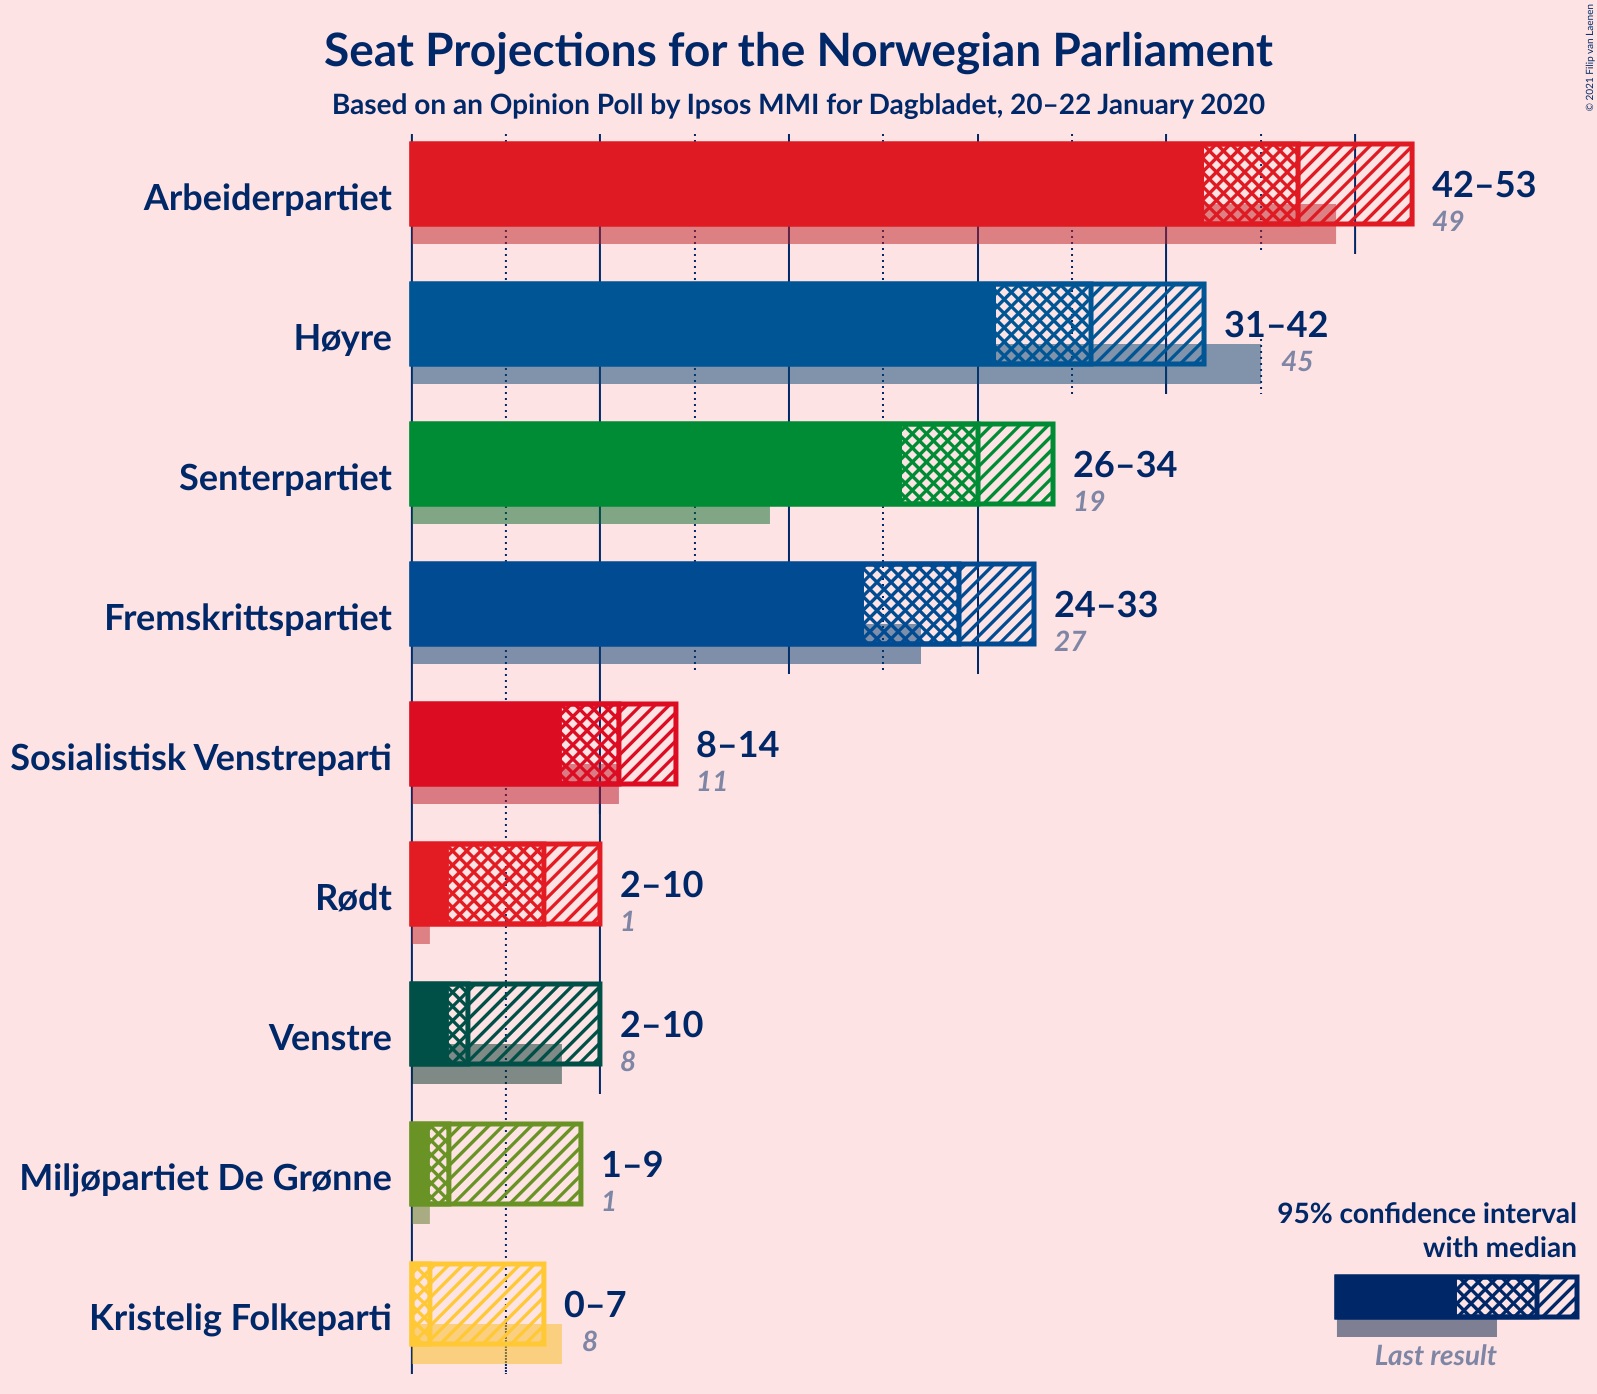 Seat Projections for the Norwegian Parliament
Based on an Opinion Poll by Ipsos MMI for Dagbladet, 20–22 January 2020
© 2021 Filip van Laenen
Arbeiderpartiet
42–53
49
Høyre
31–42
45
Senterpartiet
26–34
19
Fremskrittspartiet
24–33
27
Sosialistisk Venstreparti
8–14
11
Rødt
2–10
1
Venstre
2–10
8
Miljøpartiet De Grønne
1–9
1
Kristelig Folkeparti
0–7
8
95% confidence interval
with median
Last result